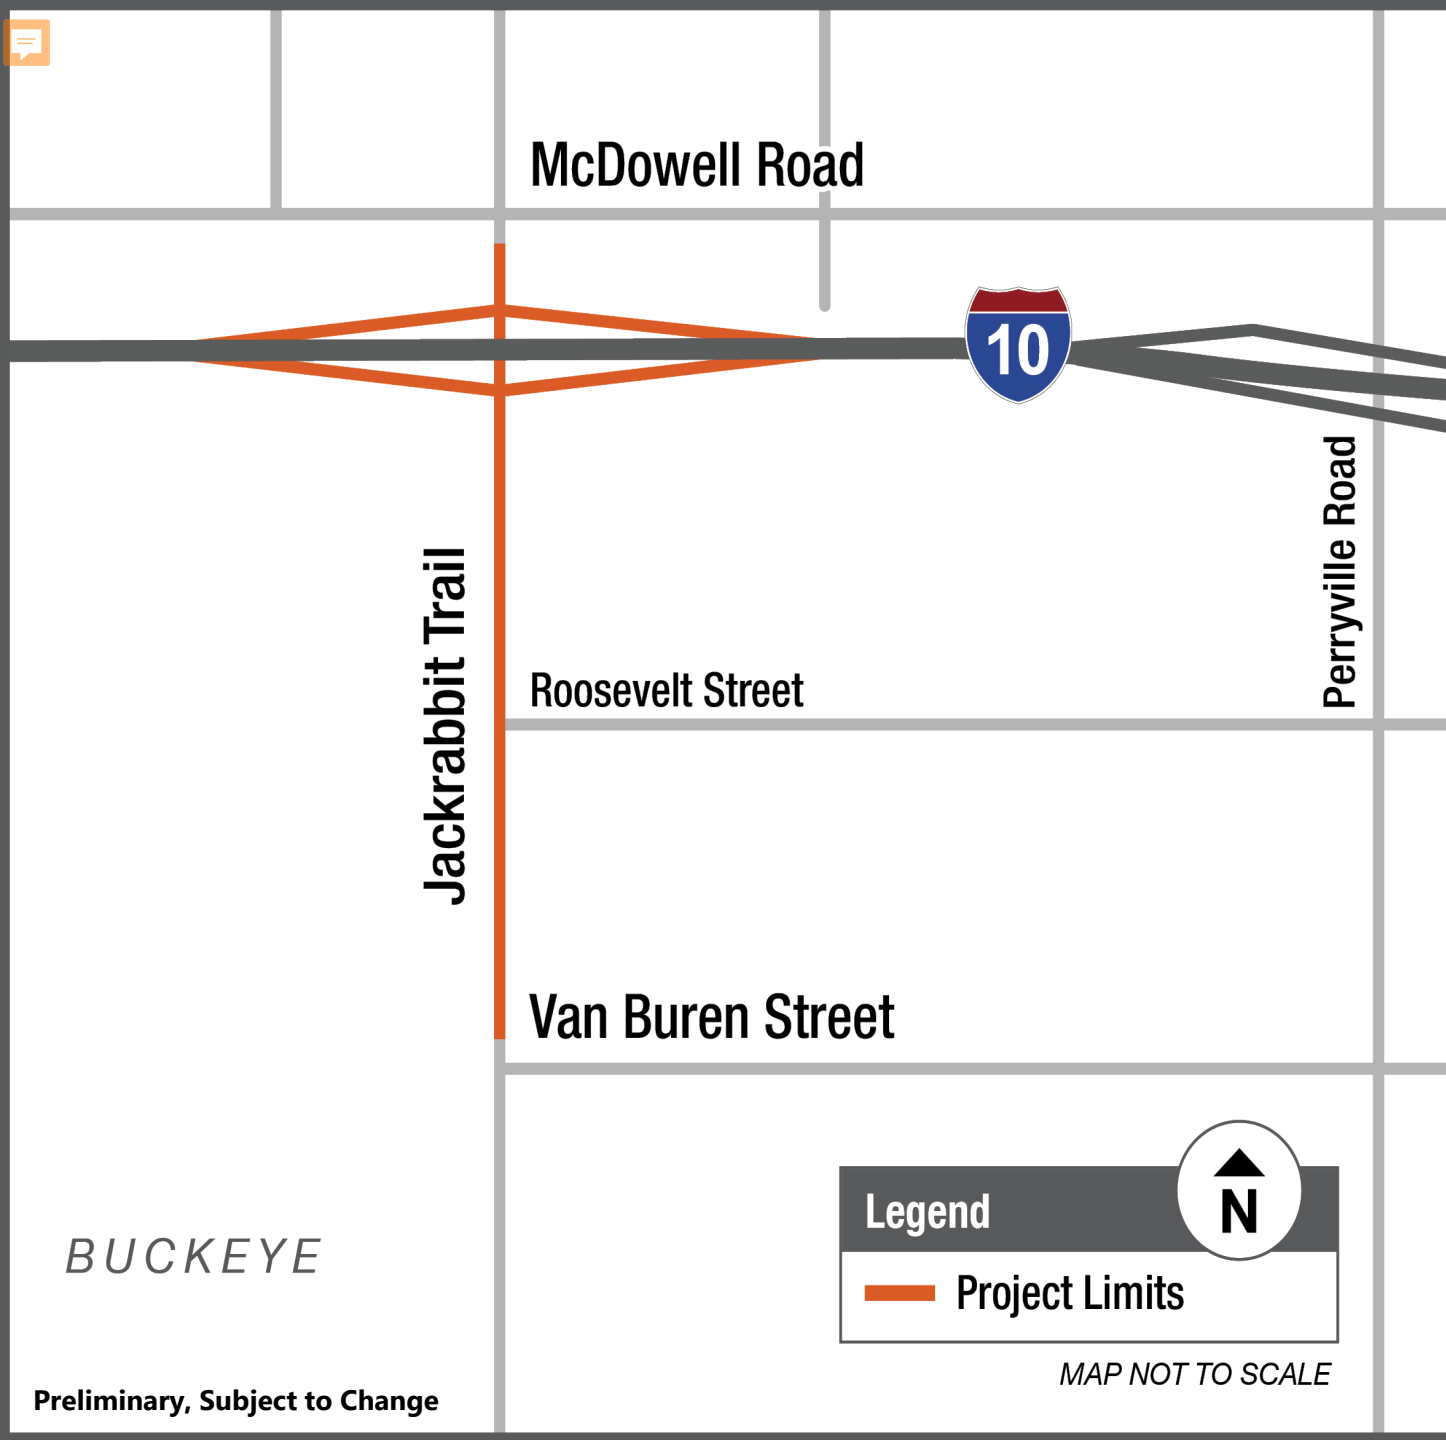 McDowell Road
10
Perryville Road
Jackrabbit Trail
Roosevelt Street
Van Buren Street
N
Legend
Project Limits
BUCKEYE
MAP NOT TO SCALE
Preliminary, Subject to Change